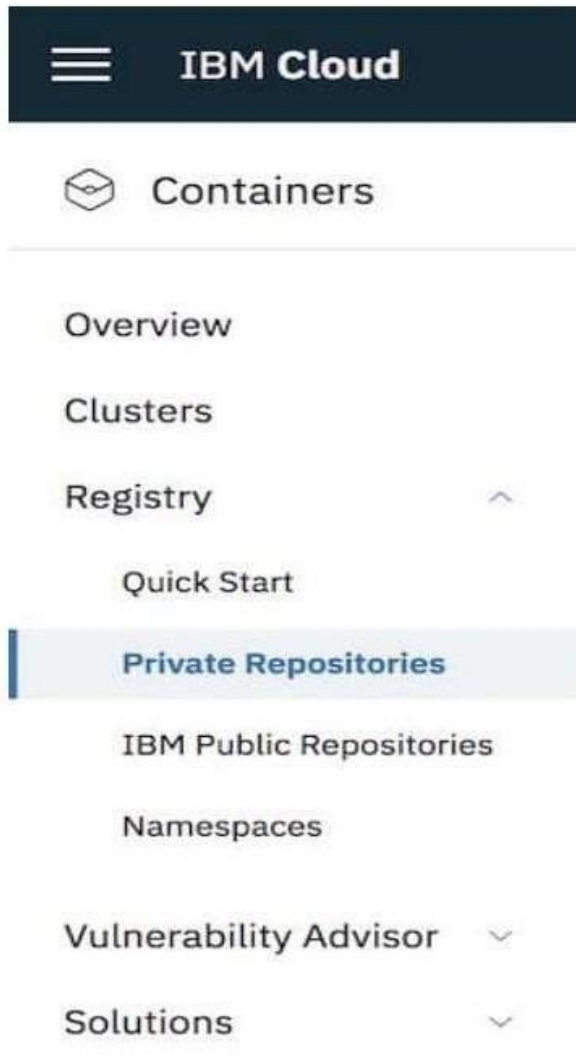 IBM Cloud
Containers
Overview
Clusters
Registry
Quick Start
Private Repositories
IBM Public Repositories
Namespaces
Vulnerability Advisor
Solutions